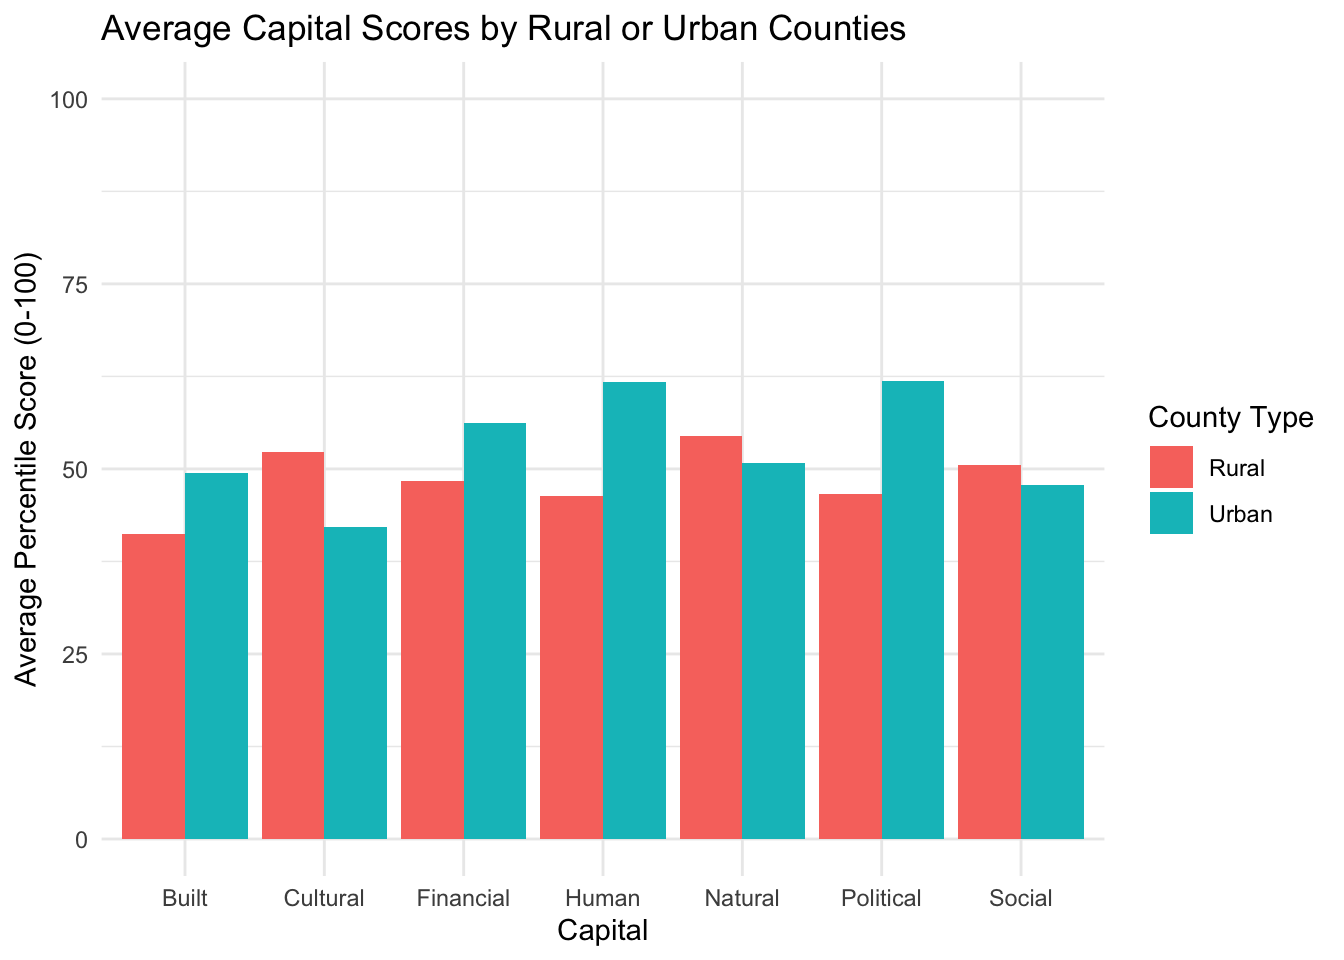 Average Capital Scores by Rural or Urban Counties
Average Percentile Score (0-100)
100
75
50
25
0
Built
Cultural
Financial
Human
Natural
Political
Social
Capital
County Type
Rural
Urban